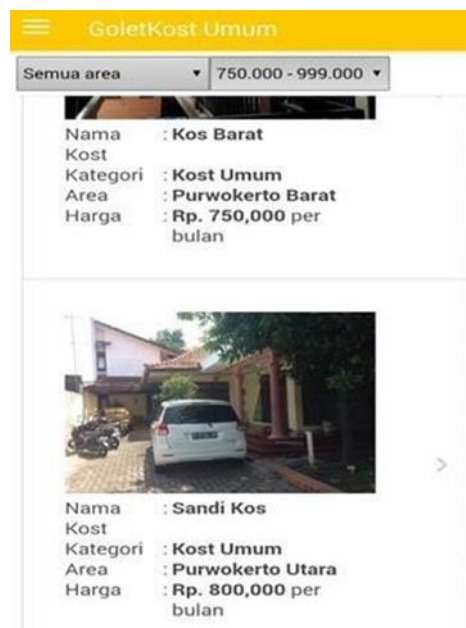 GoletKost Umum
Semua area 750.000 - 999.000
Nama Kost : Kos Barat
Kategori : Kost Umum
Area : Purwokerto Barat
Harga : Rp. 750,000 per
bulan
Nama Kost : Sandi Kos
Kategori : Kost Umum
Area : Purwokerto Utara
Harga : Rp. 800,000 per
bulan